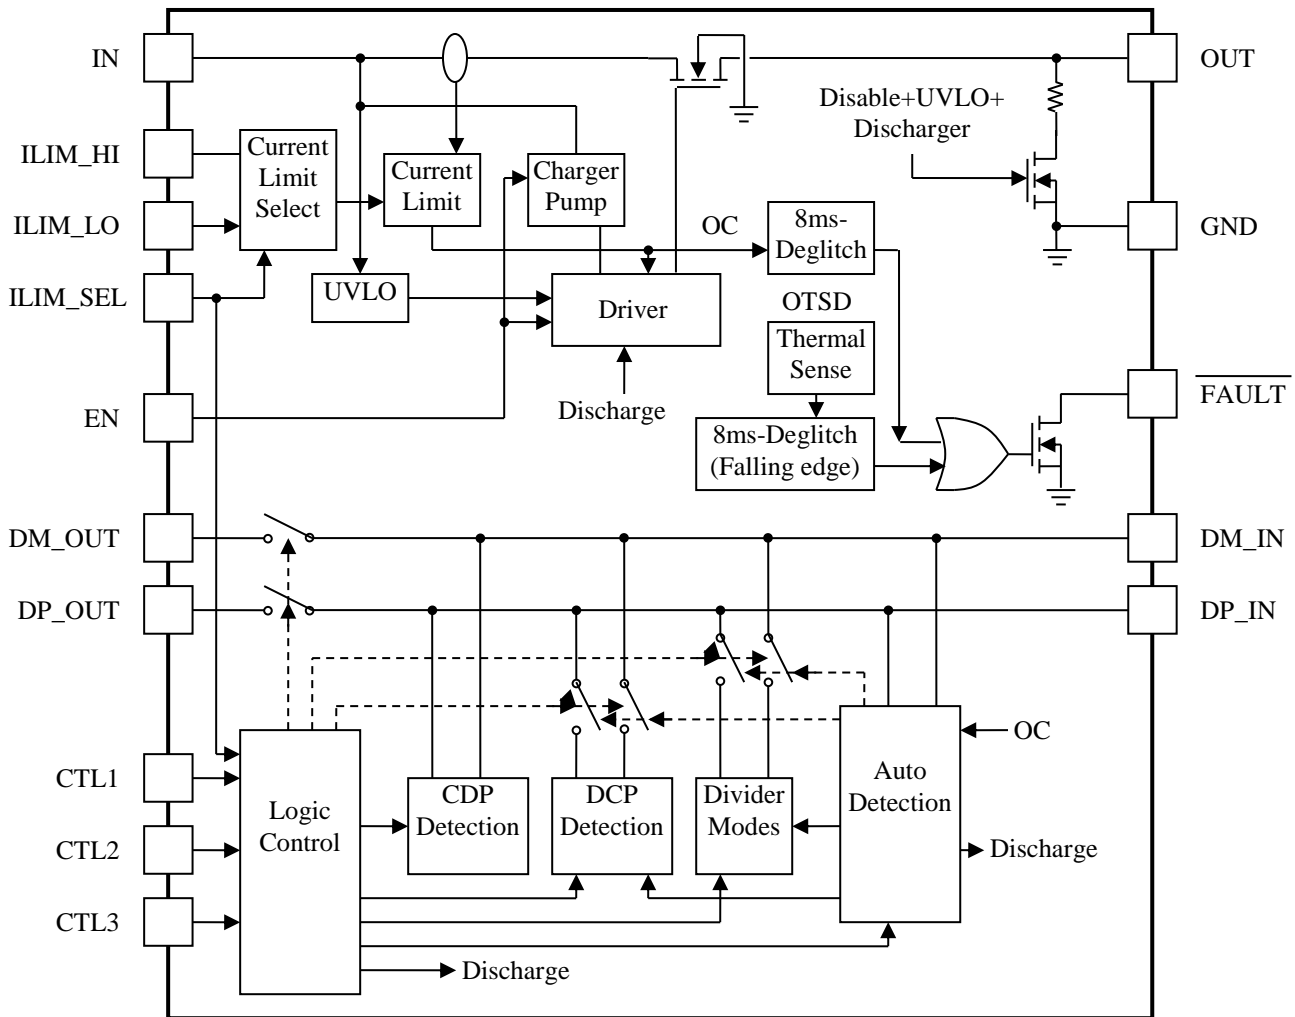 IN
OUT
Disable+UVLO+
Discharger
ILIM_HI
Current
Limit
Select
Current
Limit
Charger
Pump
ILIM_LO
OC
8ms-
Deglitch
GND
ILIM_SEL
UVLO
Driver
OTSD
Thermal
Sense
FAULT
EN
Discharge
8ms-Deglitch
(Falling edge)
DM_OUT
DM_IN
DP_OUT
DP_IN
OC
CTL1
Logic
Control
CDP
Detection
DCP
Detection
Divider
Modes
Auto
Detection
CTL2
Discharge
CTL3
Discharge